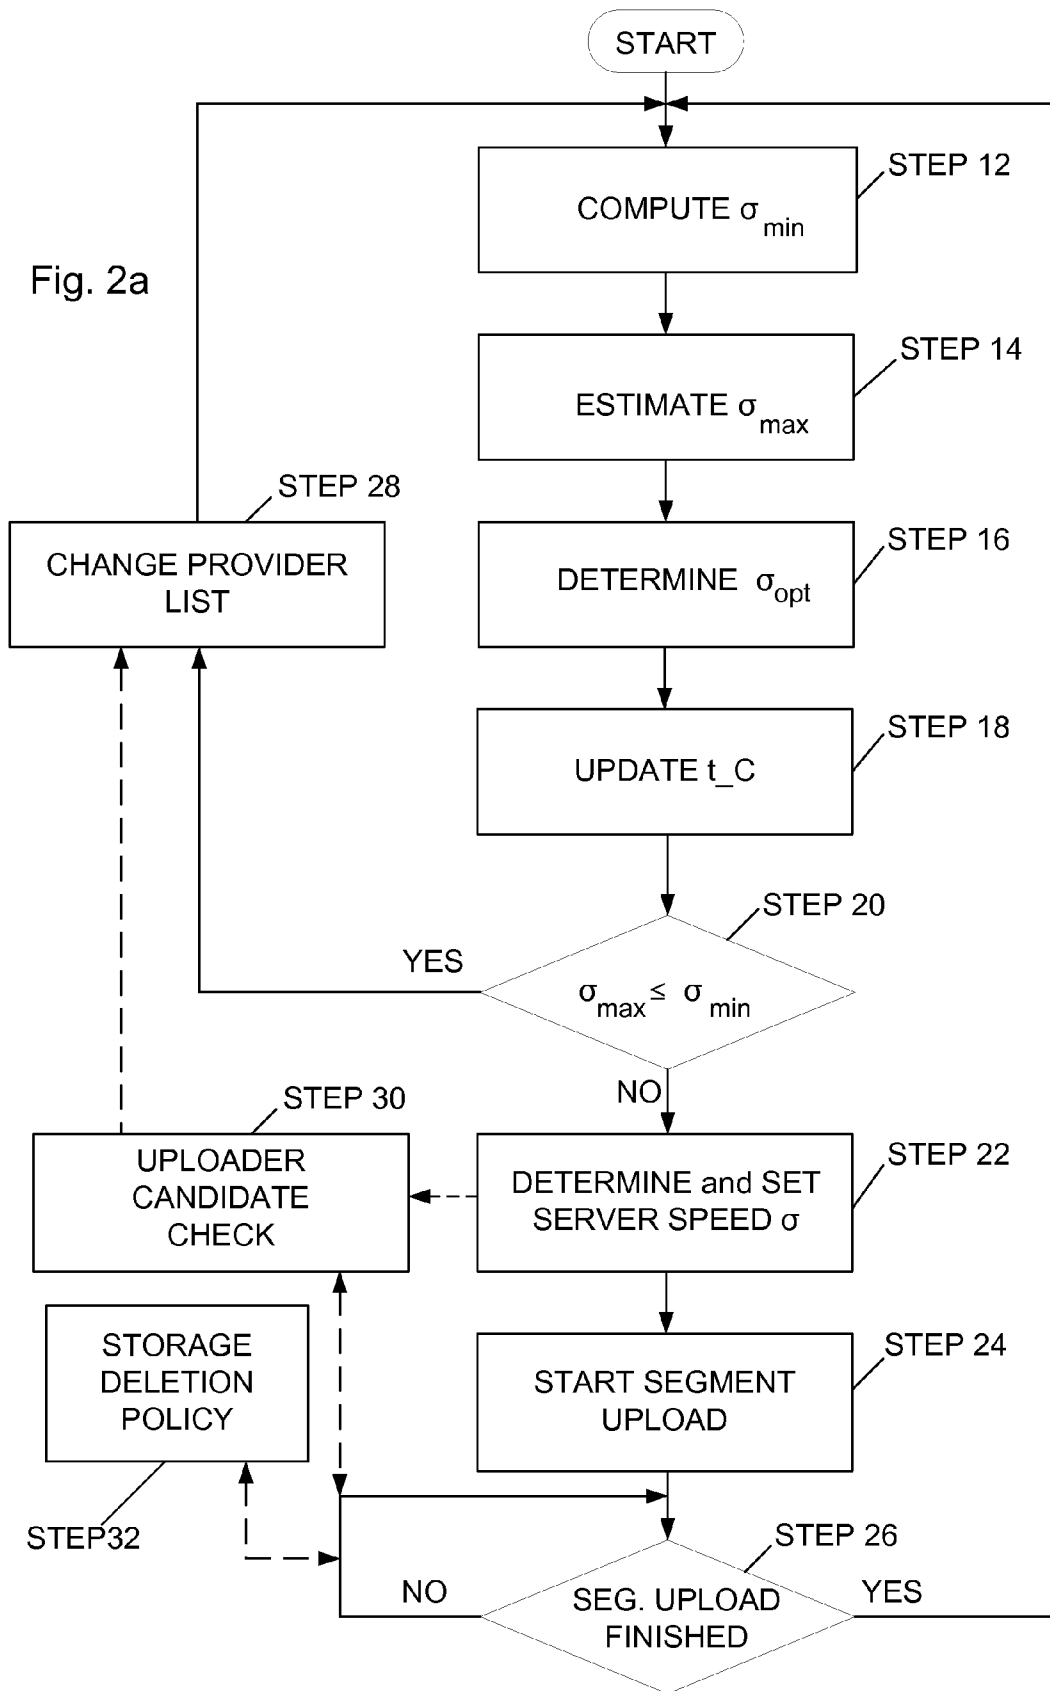 START
STEP 12
COMPUTE σ min
Fig. 2a
STEP 14
ESTIMATE σ max
STEP 28
CHANGE PROVIDER
LIST
STEP 16
DETERMINE σ opt
STEP 18
UPDATE t_C
STEP 20
YES
σ max ≤ σ min
NO
STEP 30
UPLOADER
CANDIDATE
CHECK
STEP 22
DETERMINE and SET
SERVER SPEED σ
STORAGE
DELETION
POLICY
STEP 24
START SEGMENT
UPLOAD
STEP32
STEP 26
NO
SEG. UPLOAD
FINISHED
YES